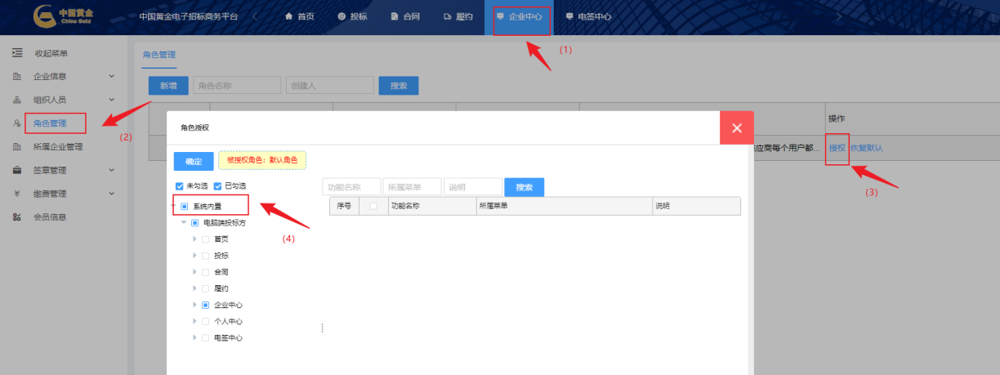 中国黄金
China Gold
中国黄金电子招标商务平台 首页 投标 合同 履约 企业中心 电签中心
(1)
收起菜单
企业信息
组织人员
角色管理
(2)
所属企业管理
签章管理
缴费管理
会员信息
角色管理
新增 角色名称 创建人 搜索
操作
应商每个用户都... 授权 恢复默认
(3)
角色授权
确定 被授权角色：默认角色
未勾选 已勾选 功能名称 所属菜单 说明 搜索
序号 功能名称 所属菜单 说明
系统内置
(4)
电脑端投标方
首页
投标
合同
履约
企业中心
个人中心
电签中心